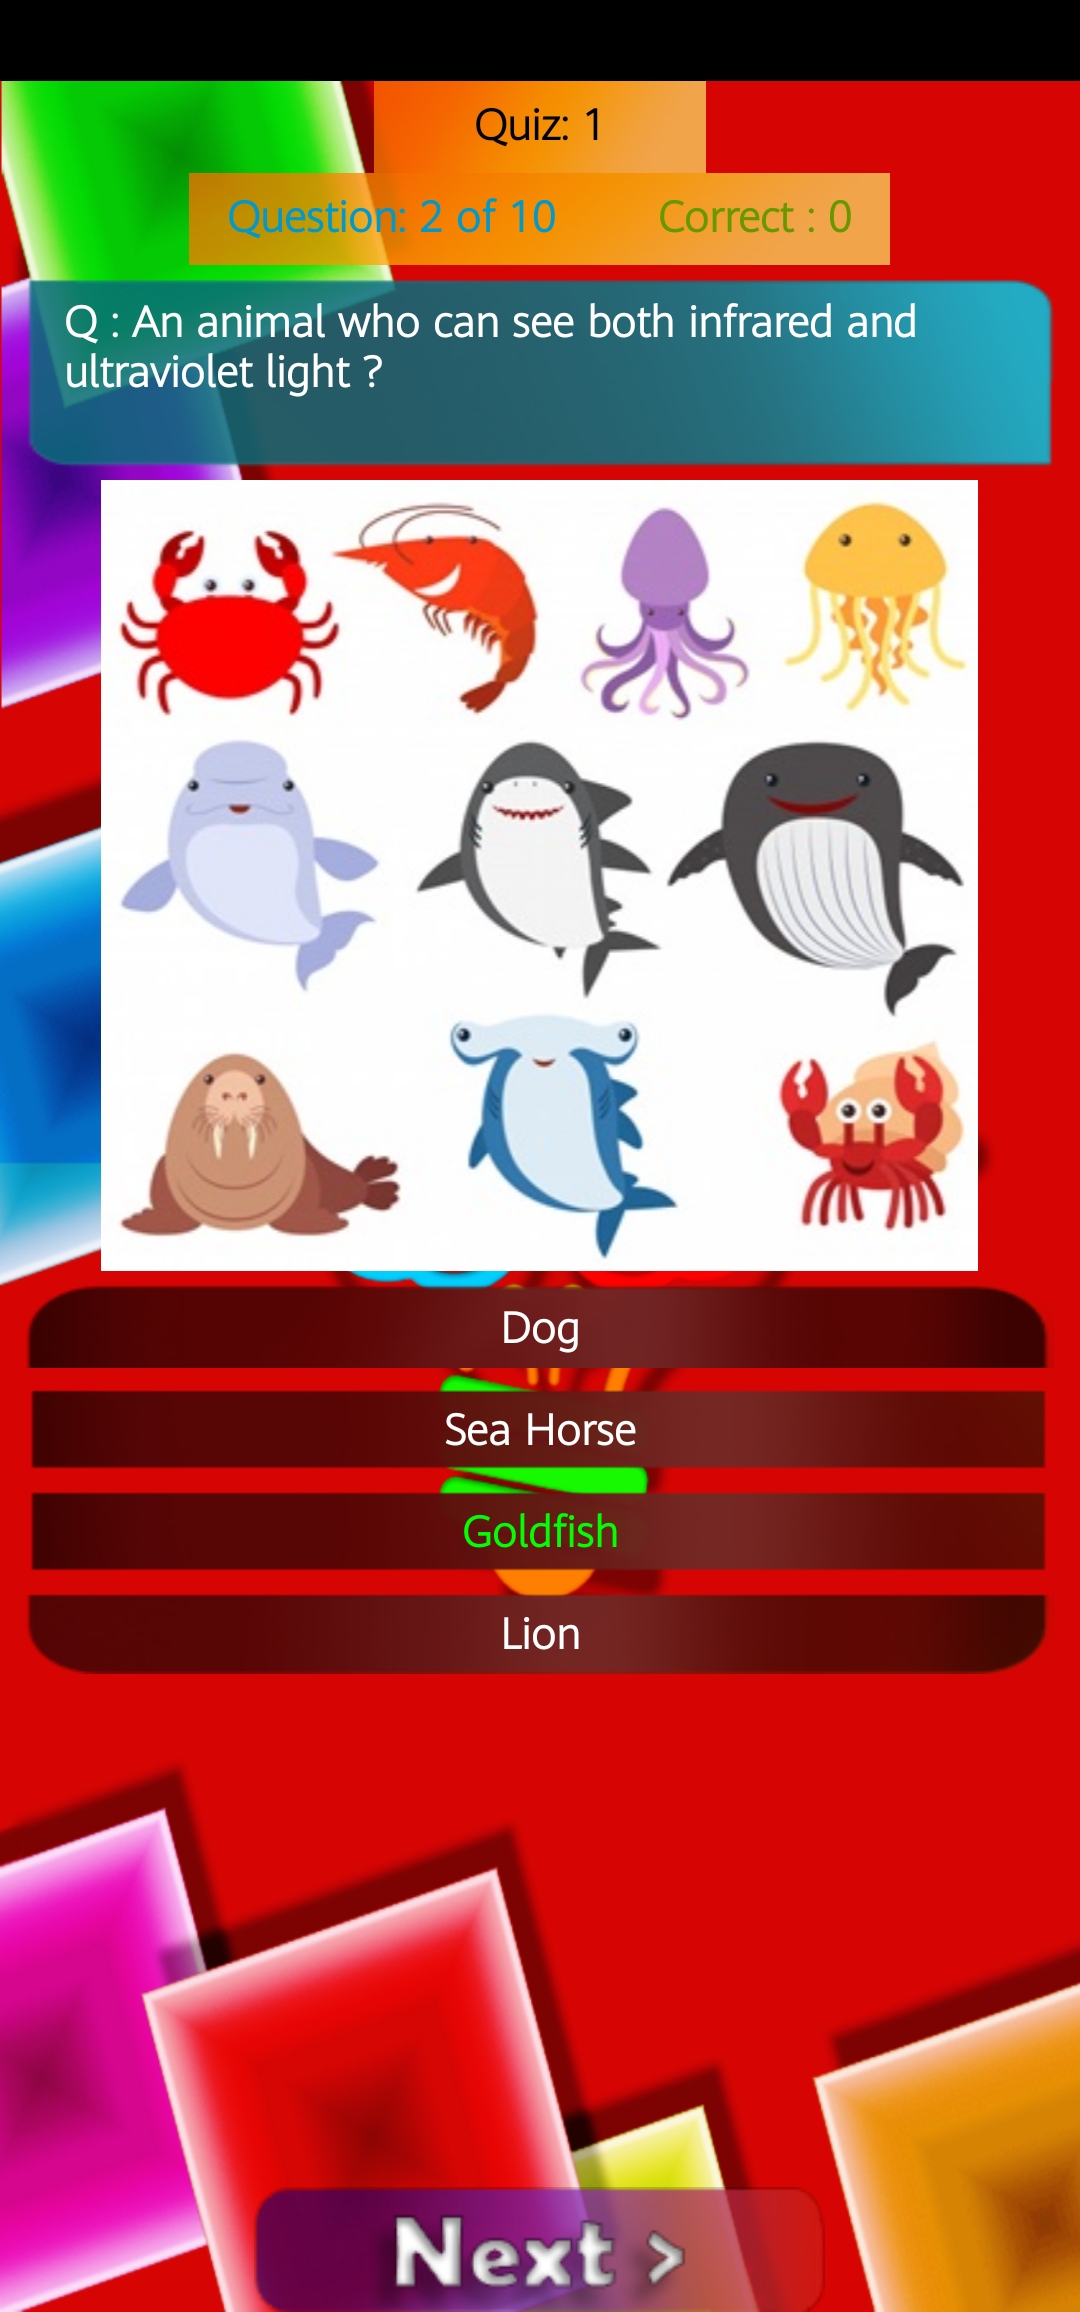 Quiz: 1
Question: 2 of 10 Correct : 0
Q : An animal who can see both infrared and
ultraviolet light ?
Dog
Sea Horse
Goldfish
Lion
Next >